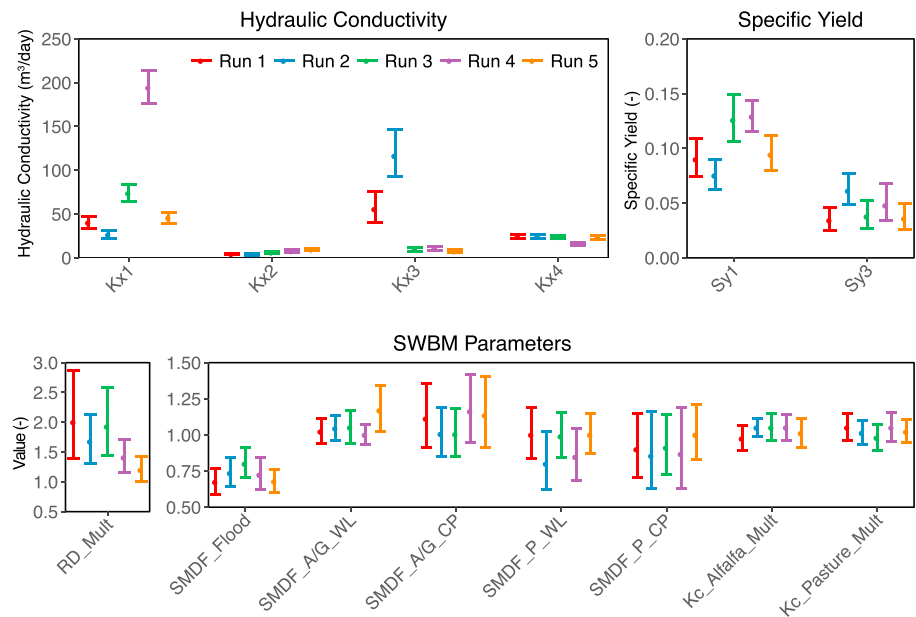 Hydraulic Conductivity
Hydraulic Conductivity (m³/day)
250
200
150
100
50
0
Run 1 Run 2 Run 3 Run 4 Run 5
Kx1 Kx2 Kx3 Kx4
Specific Yield
Specific Yield (-)
0.20
0.15
0.10
0.05
0.00
Sy1 Sy3
Value (-)
3.0
2.5
2.0
1.5
1.0
0.5
RD_Mult
SWBM Parameters
1.50
1.25
1.00
0.75
0.50
SMDF_Flood SMDF_A/G_WL SMDF_A/G_CP SMDF_P_WL SMDF_P_CP Kc_Alfalfa_Mult Kc_Pasture_Mult